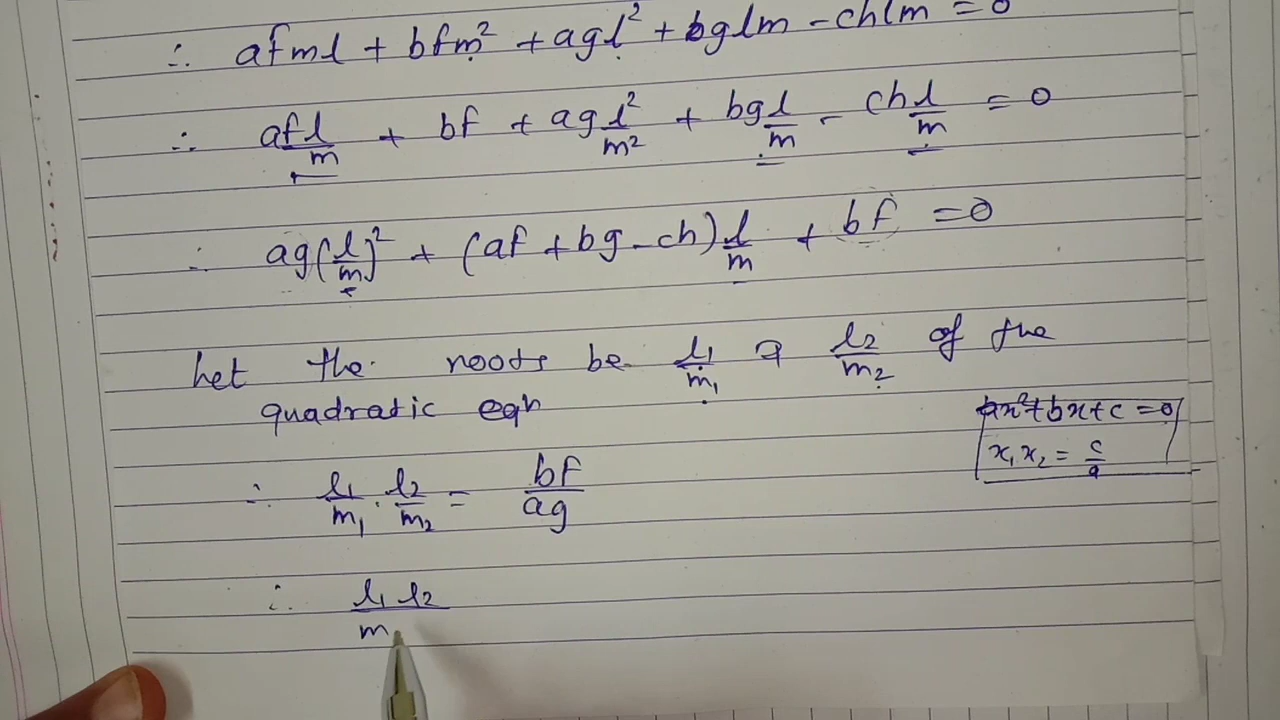 ∴ afml + bfm² + agl² + bglm - chlm = 0
∴ afl/m + bf + ag l²/m² + bg l/m - ch l/m = 0
∴ ag(l/m)² + (af + bg - ch) l/m + bf = 0
Let the roots be l₁/m₁ & l₂/m₂ of the
quadratic eqn
ax² + bx + c = 0
x₁x₂ = c/a
∴ l₁/m₁ . l₂/m₂ = bf/ag
∴ l₁ l₂ / m